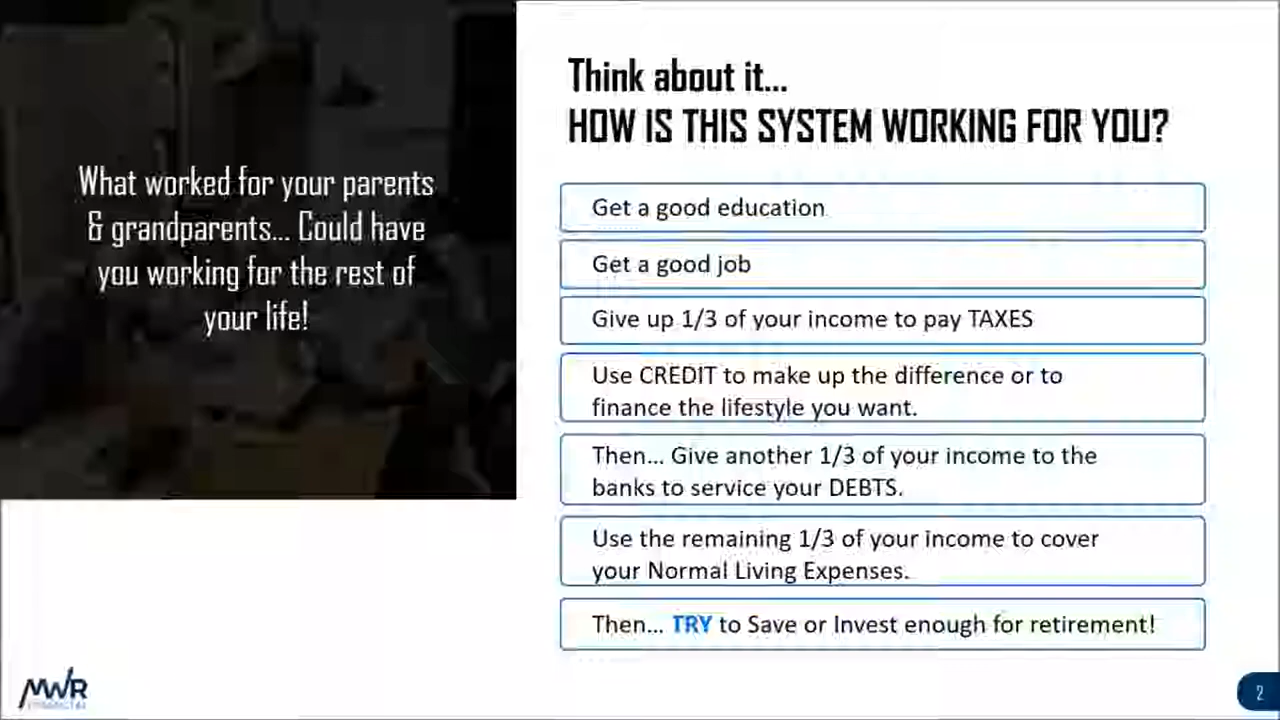 What worked for your parents
& grandparents... Could have
you working for the rest of
your life!
Think about it...
HOW IS THIS SYSTEM WORKING FOR YOU?
Get a good education
Get a good job
Give up 1/3 of your income to pay TAXES
Use CREDIT to make up the difference or to
finance the lifestyle you want.
Then... Give another 1/3 of your income to the
banks to service your DEBTS.
Use the remaining 1/3 of your income to cover
your Normal Living Expenses.
Then... TRY to Save or Invest enough for retirement!
MWR
FINANCIAL
2